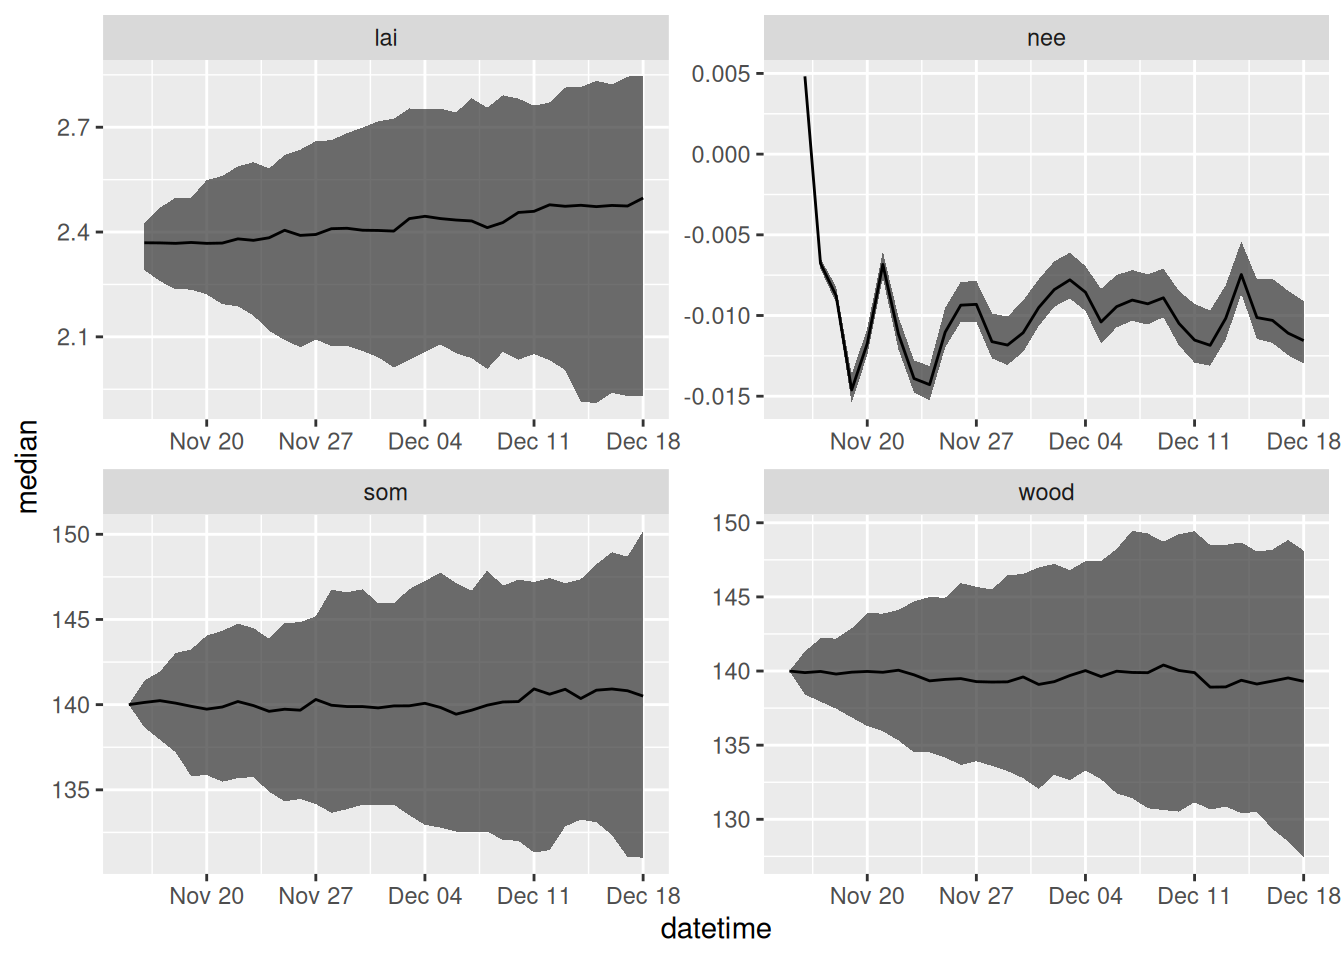 lai
2.7
2.4
2.1
Nov 20 Nov 27 Dec 04 Dec 11 Dec 18
nee
0.005
0.000
-0.005
-0.010
-0.015
Nov 20 Nov 27 Dec 04 Dec 11 Dec 18
som
150
145
140
135
Nov 20 Nov 27 Dec 04 Dec 11 Dec 18
wood
150
145
140
135
130
Nov 20 Nov 27 Dec 04 Dec 11 Dec 18
median
datetime